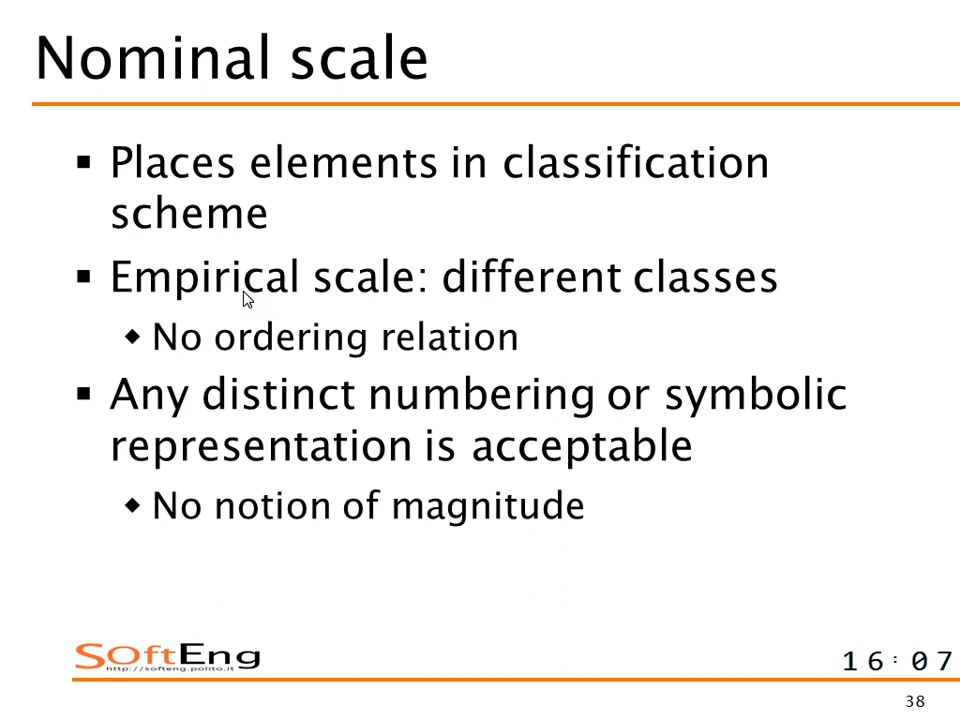 Nominal scale
▪ Places elements in classification
scheme
▪ Empirical scale: different classes
◆ No ordering relation
▪ Any distinct numbering or symbolic
representation is acceptable
◆ No notion of magnitude
SOftEng
http://softeng.polito.it
16:07
38